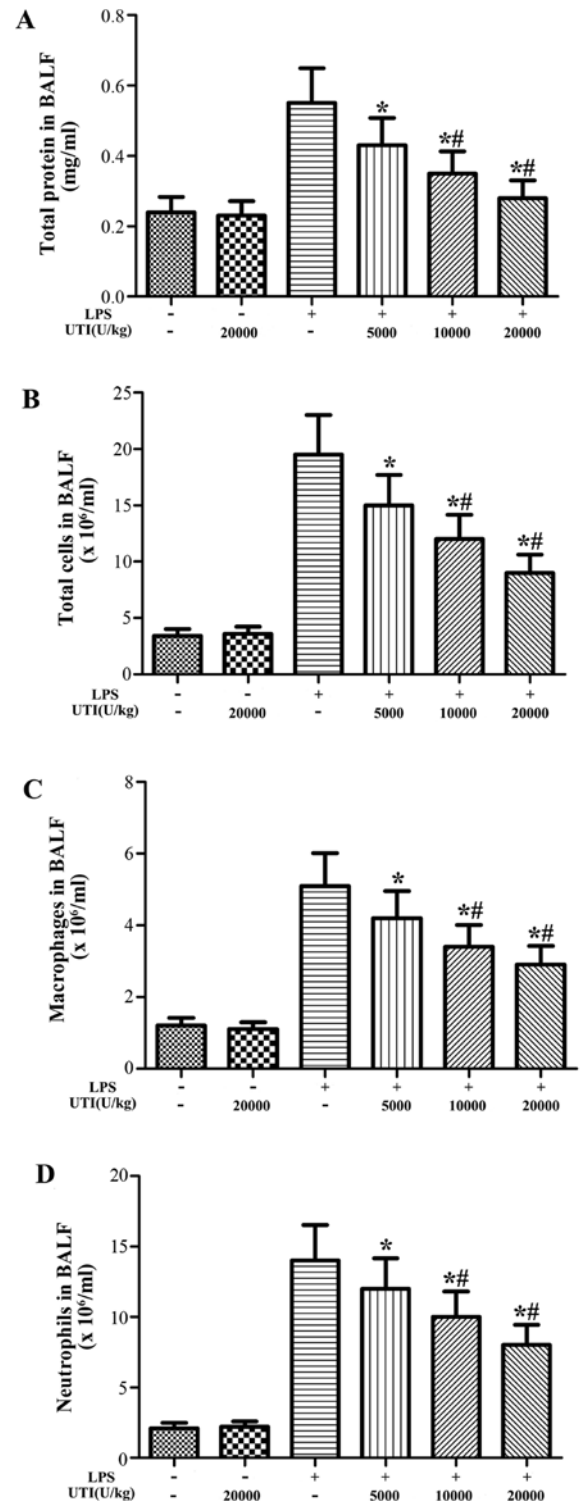 A
Total protein in BALF
(mg/ml)
0.8
0.6
0.4
0.2
0.0
* *# *#
LPS - - + + + +
UTI(U/kg) - 20000 - 5000 10000 20000
B
Total cells in BALF
(x 10⁶/ml)
25
20
15
10
5
0
* *# *#
LPS - - + + + +
UTI(U/kg) - 20000 - 5000 10000 20000
C
Macrophages in BALF
(x 10⁶/ml)
8
6
4
2
0
* *# *#
LPS - - + + + +
UTI(U/kg) - 20000 - 5000 10000 20000
D
Neutrophils in BALF
(x 10⁶/ml)
20
15
10
5
0
* *# *#
LPS - - + + + +
UTI(U/kg) - 20000 - 5000 10000 20000